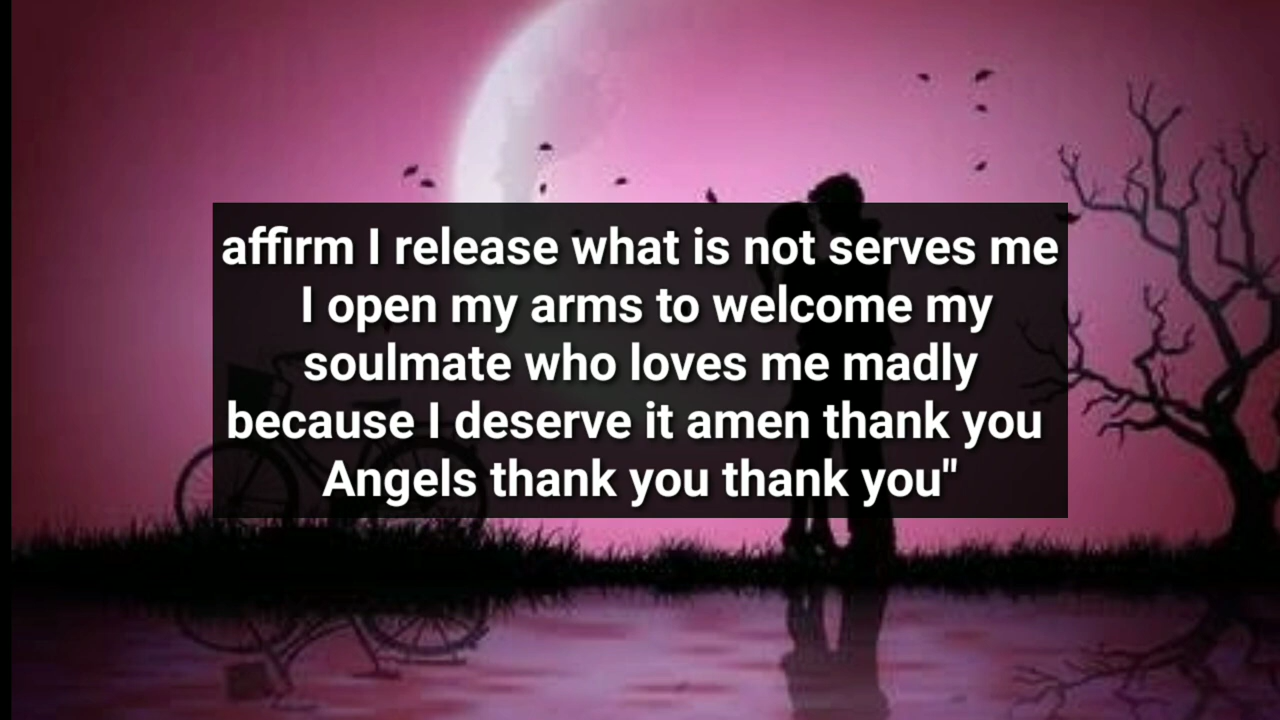 affirm I release what is not serves me
I open my arms to welcome my
soulmate who loves me madly
because I deserve it amen thank you
Angels thank you thank you"